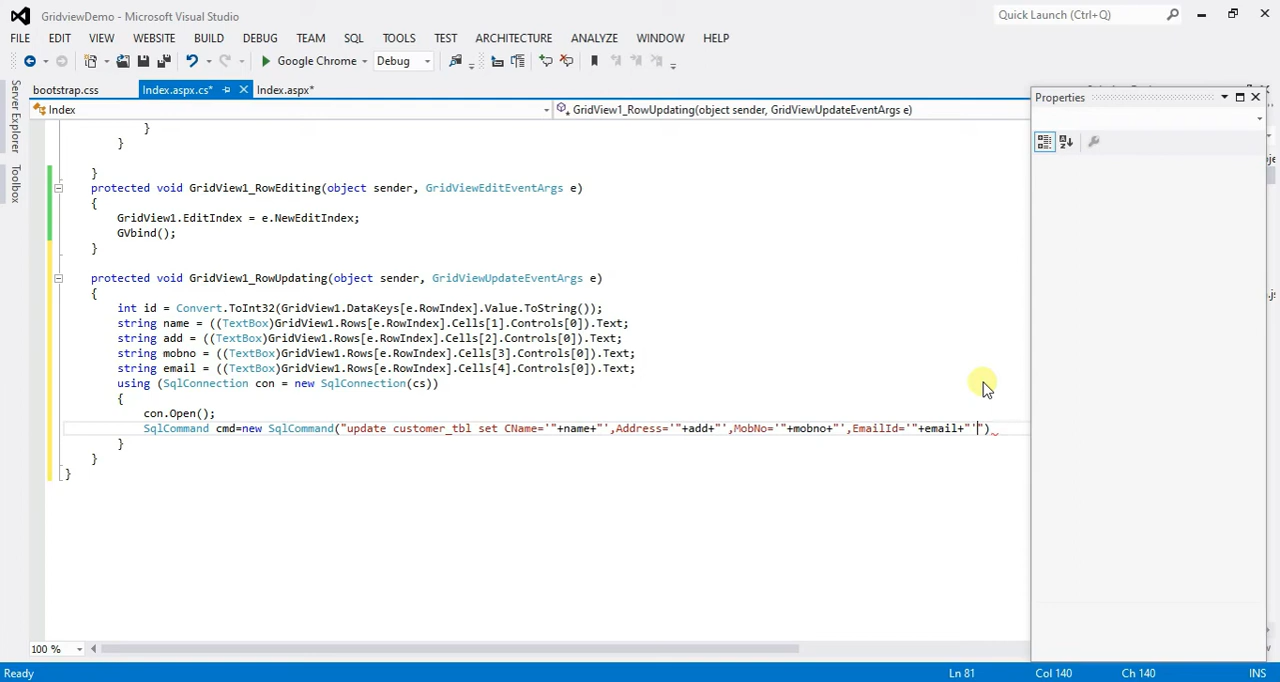 GridviewDemo - Microsoft Visual Studio
Quick Launch (Ctrl+Q)
FILE EDIT VIEW WEBSITE BUILD DEBUG TEAM SQL TOOLS TEST ARCHITECTURE ANALYZE WINDOW HELP
Google Chrome Debug
bootstrap.css Index.aspx.cs* Index.aspx*
Index GridView1_RowUpdating(object sender, GridViewUpdateEventArgs e)
Properties
Server Explorer
Toolbox
}
}
}
protected void GridView1_RowEditing(object sender, GridViewEditEventArgs e)
{
GridView1.EditIndex = e.NewEditIndex;
GVbind();
}
protected void GridView1_RowUpdating(object sender, GridViewUpdateEventArgs e)
{
int id = Convert.ToInt32(GridView1.DataKeys[e.RowIndex].Value.ToString());
string name = ((TextBox)GridView1.Rows[e.RowIndex].Cells[1].Controls[0]).Text;
string add = ((TextBox)GridView1.Rows[e.RowIndex].Cells[2].Controls[0]).Text;
string mobno = ((TextBox)GridView1.Rows[e.RowIndex].Cells[3].Controls[0]).Text;
string email = ((TextBox)GridView1.Rows[e.RowIndex].Cells[4].Controls[0]).Text;
using (SqlConnection con = new SqlConnection(cs))
{
con.Open();
SqlCommand cmd=new SqlCommand("update customer_tbl set CName='"+name+"',Address='"+add+"',MobNo='"+mobno+"',EmailId='"+email+"'")
}
}
}
100 %
Ready Ln 81 Col 140 Ch 140 INS